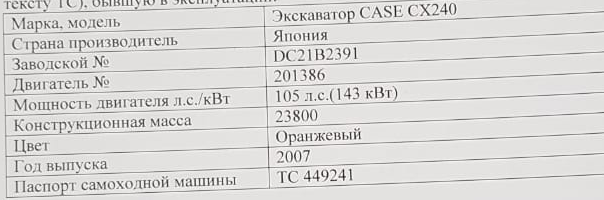 тексту ТС), бывшую в эксплуатации.
Марка, модель Экскаватор CASE CX240
Страна производитель Япония
Заводской № DC21B2391
Двигатель № 201386
Мощность двигателя л.с./кВт 105 л.с.(143 кВт)
Конструкционная масса 23800
Цвет Оранжевый
Год выпуска 2007
Паспорт самоходной машины ТС 449241